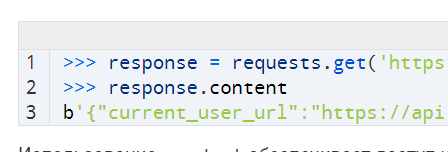 1 >>> response = requests.get('https
2 >>> response.content
3 b'{"current_user_url":"https://api